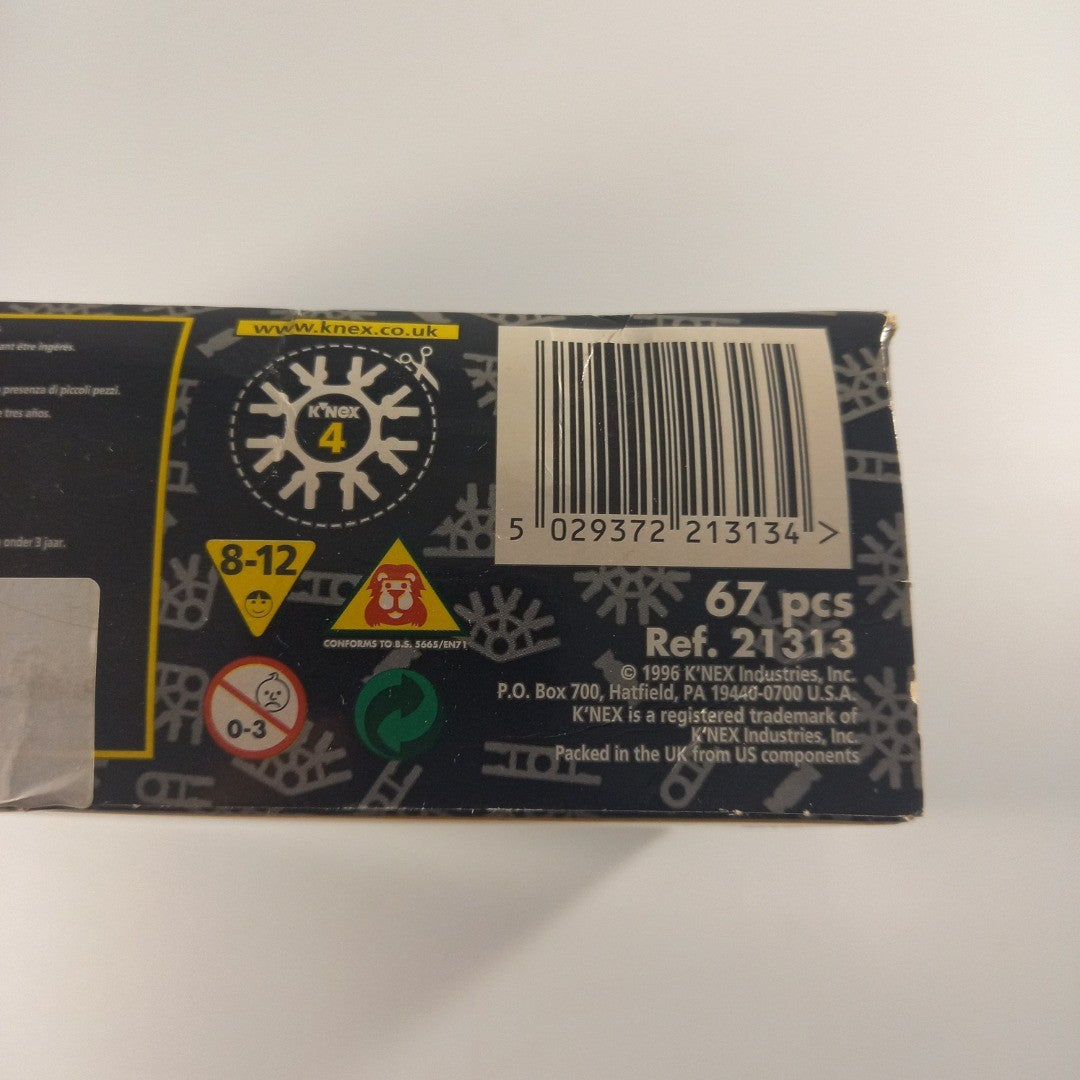 ant être ingérés.
presenza di piccoli pezzi.
tres años.
onder 3 jaar.
www.knex.co.uk
K'NEX
4
8-12
CONFORMS TO B.S. 5665/EN71
0-3
5 029372 213134 >
67 pcs
Ref. 21313
© 1996 K'NEX Industries, Inc.
P.O. Box 700, Hatfield, PA 19440-0700 U.S.A.
K'NEX is a registered trademark of
K'NEX Industries, Inc.
Packed in the UK from US components